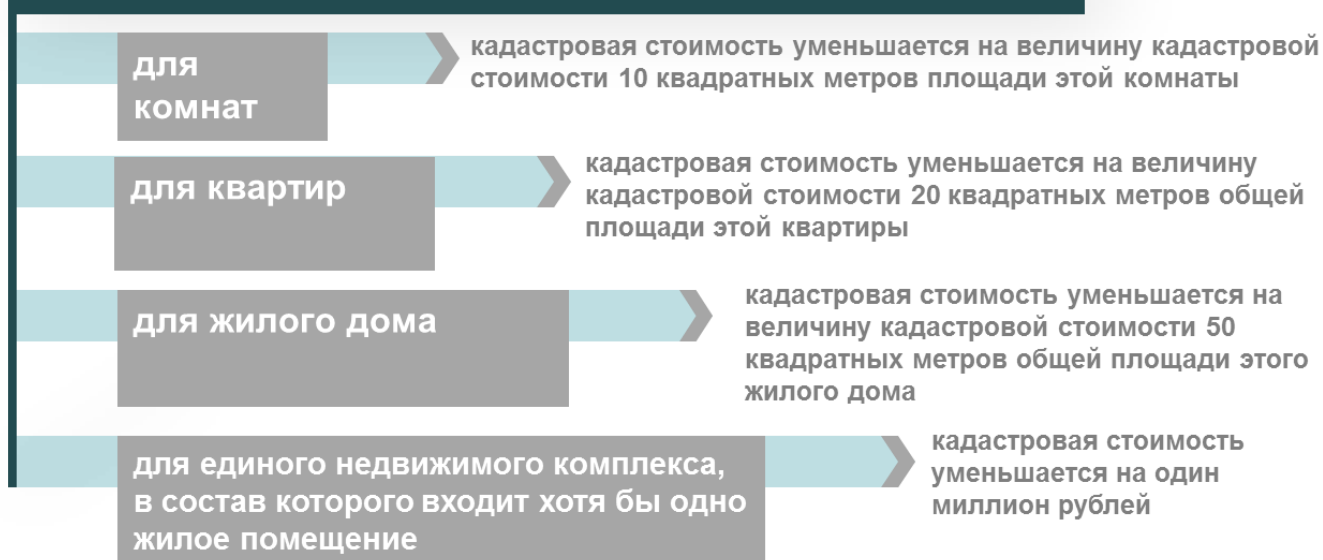 для
комнат
кадастровая стоимость уменьшается на величину кадастровой
стоимости 10 квадратных метров площади этой комнаты
для квартир
кадастровая стоимость уменьшается на величину
кадастровой стоимости 20 квадратных метров общей
площади этой квартиры
для жилого дома
кадастровая стоимость уменьшается на
величину кадастровой стоимости 50
квадратных метров общей площади этого
жилого дома
для единого недвижимого комплекса,
в состав которого входит хотя бы одно
жилое помещение
кадастровая стоимость
уменьшается на один
миллион рублей